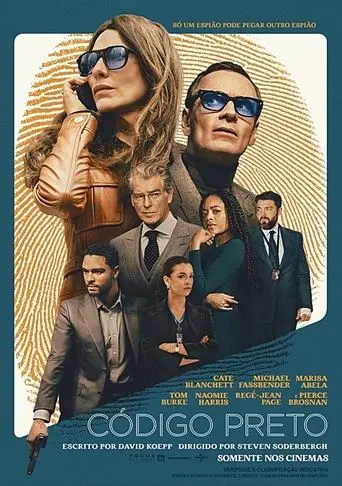 SÓ UM ESPIÃO PODE PEGAR OUTRO ESPIÃO
CATE BLANCHETT MICHAEL FASSBENDER MARISA ABELA
TOM BURKE NAOMIE HARRIS REGÉ-JEAN PAGE E PIERCE BROSNAN
CÓDIGO PRETO
ESCRITO POR DAVID KOEPP DIRIGIDO POR STEVEN SODERBERGH
FOCUS
SOMENTE NOS CINEMAS
VERIFIQUE A CLASSIFICAÇÃO INDICATIVA